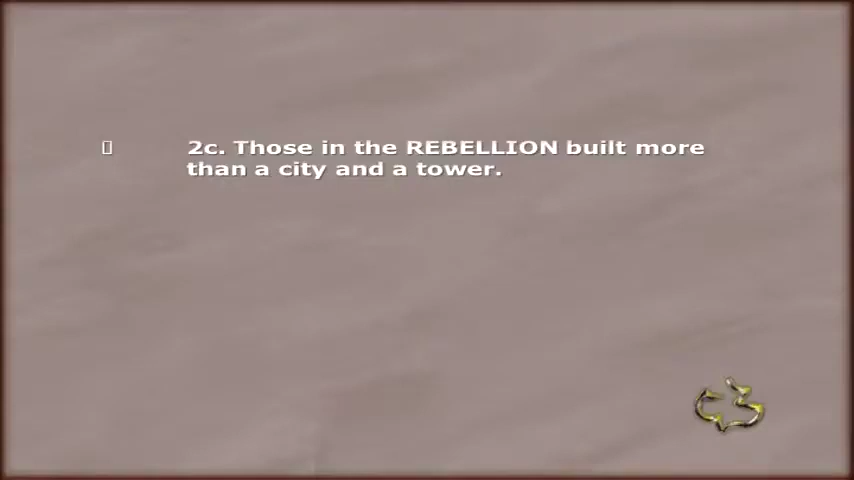 2c. Those in the REBELLION built more
than a city and a tower.